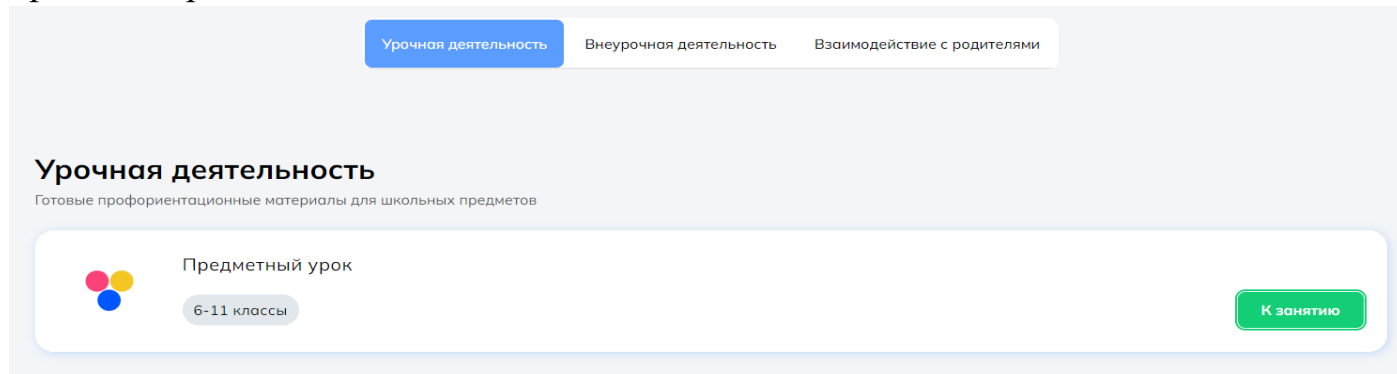 Урочная деятельность Внеурочная деятельность Взаимодействие с родителями
Урочная деятельность
Готовые профориентационные материалы для школьных предметов
Предметный урок
6-11 классы
К занятию